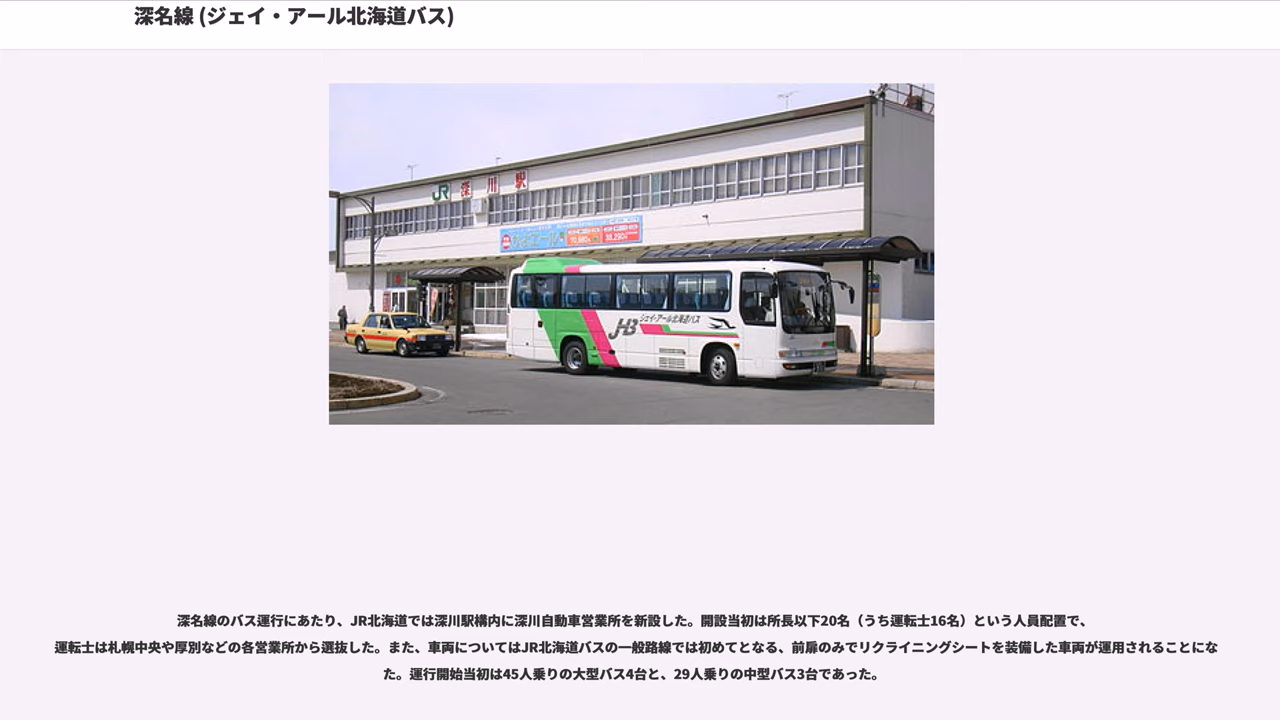 深名線 (ジェイ・アール北海道バス)
JR 深川駅
JHB ジェイ・アール北海道バス
深名線のバス運行にあたり、JR北海道では深川駅構内に深川自動車営業所を新設した。開設当初は所長以下20名（うち運転士16名）という人員配置で、
運転士は札幌中央や厚別などの各営業所から選抜した。また、車両についてはJR北海道バスの一般路線では初めてとなる、前扉のみでリクライニングシートを装備した車両が運用されることにな
た。運行開始当初は45人乗りの大型バス4台と、29人乗りの中型バス3台であった。